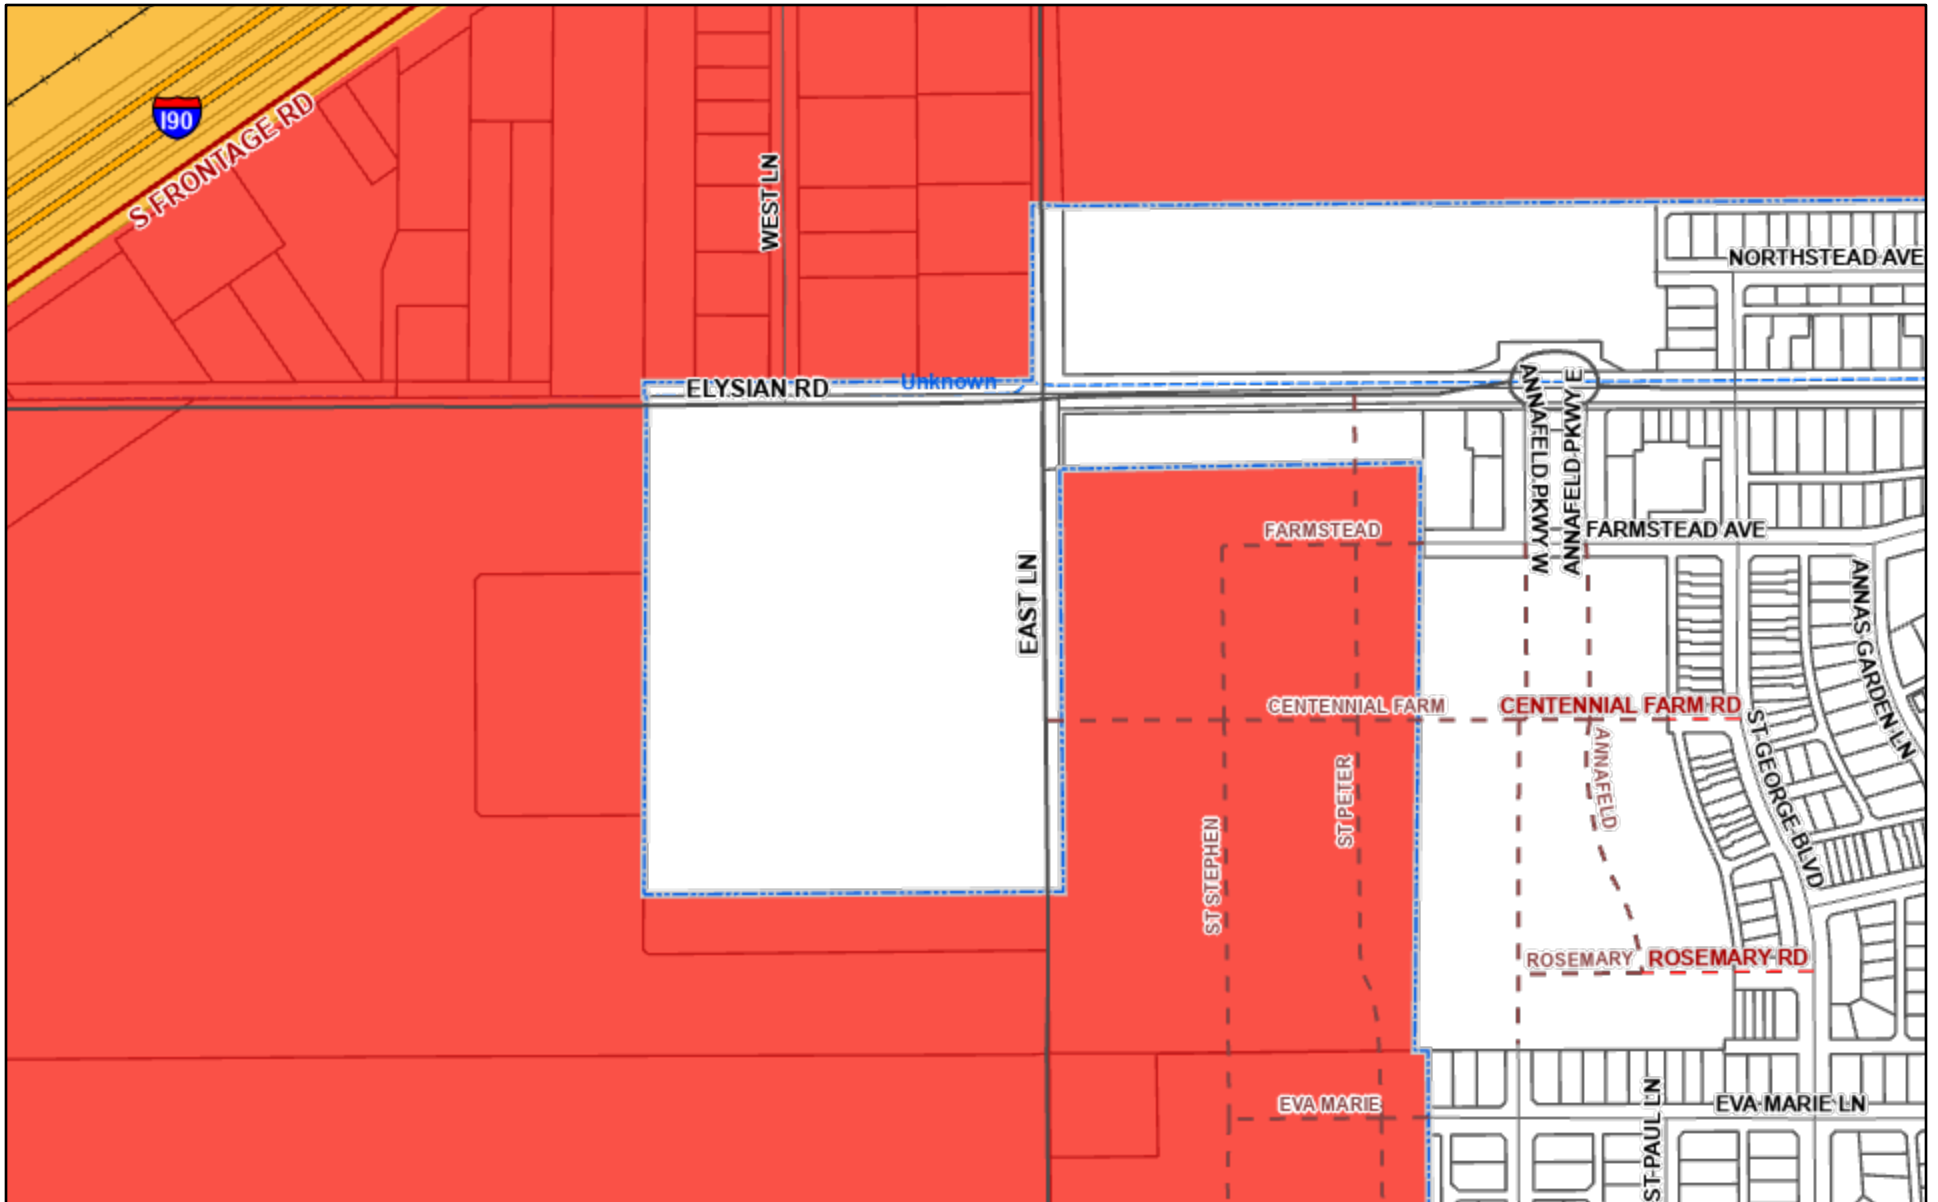 I90
S FRONTAGE RD
WEST LN
NORTHSTEAD AVE
ELYSIAN RD
Unknown
ANNAFELD PKWY W
ANNAFELD PKWY E
FARMSTEAD
FARMSTEAD AVE
EAST LN
ANNAS GARDEN LN
CENTENNIAL FARM
CENTENNIAL FARM RD
ST GEORGE BLVD
ANNAFELD
ST PETER
ST STEPHEN
ROSEMARY
ROSEMARY RD
EVA MARIE
EVA MARIE LN
ST PAUL LN